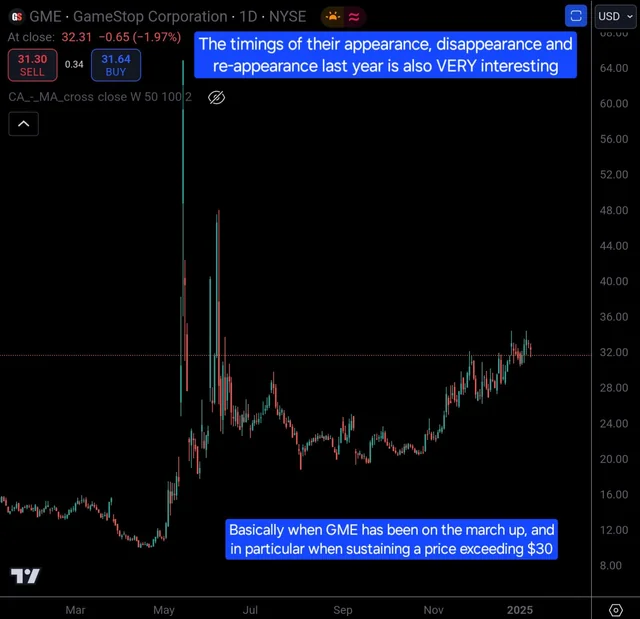 GME · GameStop Corporation · 1D · NYSE
USD
At close: 32.31 −0.65 (−1.97%)
31.30
SELL
0.34
31.64
BUY
CA_-_MA_cross close W 50 100 2
The timings of their appearance, disappearance and
re-appearance last year is also VERY interesting
68.00
64.00
60.00
56.00
52.00
48.00
44.00
40.00
36.00
32.00
28.00
24.00
20.00
16.00
12.00
8.00
Basically when GME has been on the march up, and
in particular when sustaining a price exceeding $30
Mar
May
Jul
Sep
Nov
2025